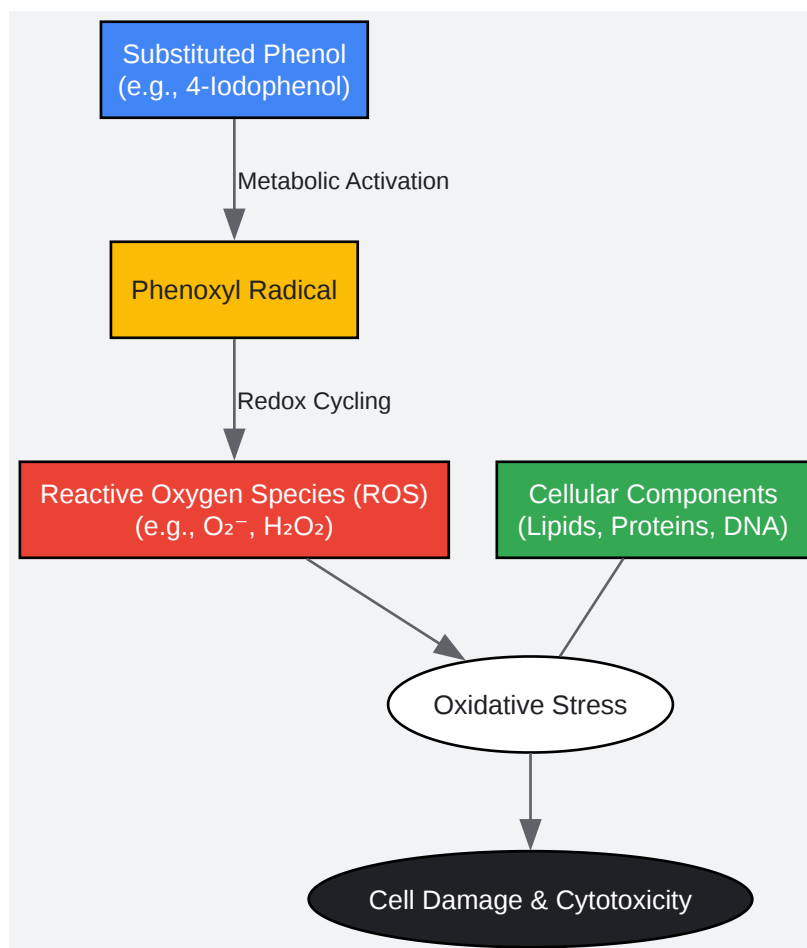 Substituted Phenol
(e.g., 4-Iodophenol)
Metabolic Activation
Phenoxyl Radical
Redox Cycling
Reactive Oxygen Species (ROS)
(e.g., O₂⁻, H₂O₂)
Cellular Components
(Lipids, Proteins, DNA)
Oxidative Stress
Cell Damage & Cytotoxicity